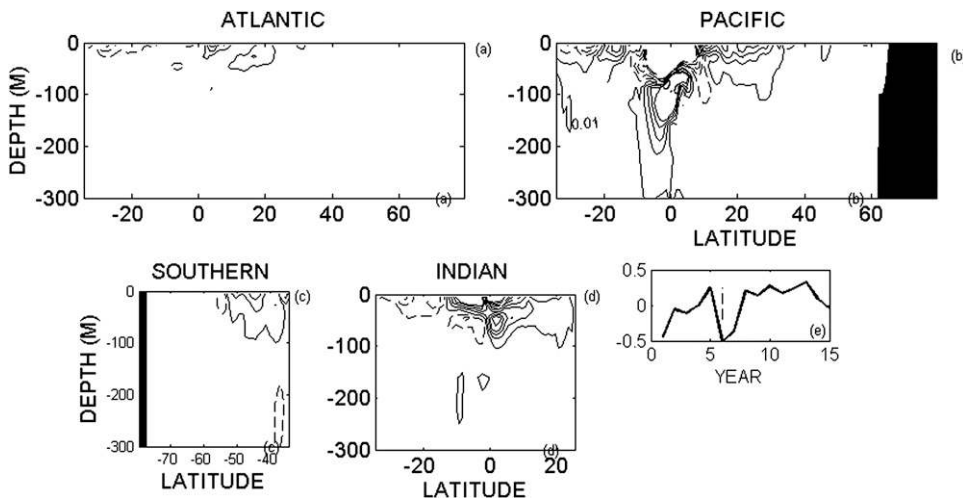 ATLANTIC
PACIFIC
0
-100
-200
-300
DEPTH (M)
-20 0 20 40 60
(a)
(a)
0
-100
-200
-300
0.01
-20 0 20 40 60
LATITUDE
(b
(b)
SOUTHERN
INDIAN
0
-100
-200
-300
DEPTH (M)
-70 -60 -50 -40
LATITUDE
(c)
(c)
0
-100
-200
-300
-20 0 20
LATITUDE
(d)
(d)
0.5
0
-0.5
0 5 10 15
YEAR
(e)